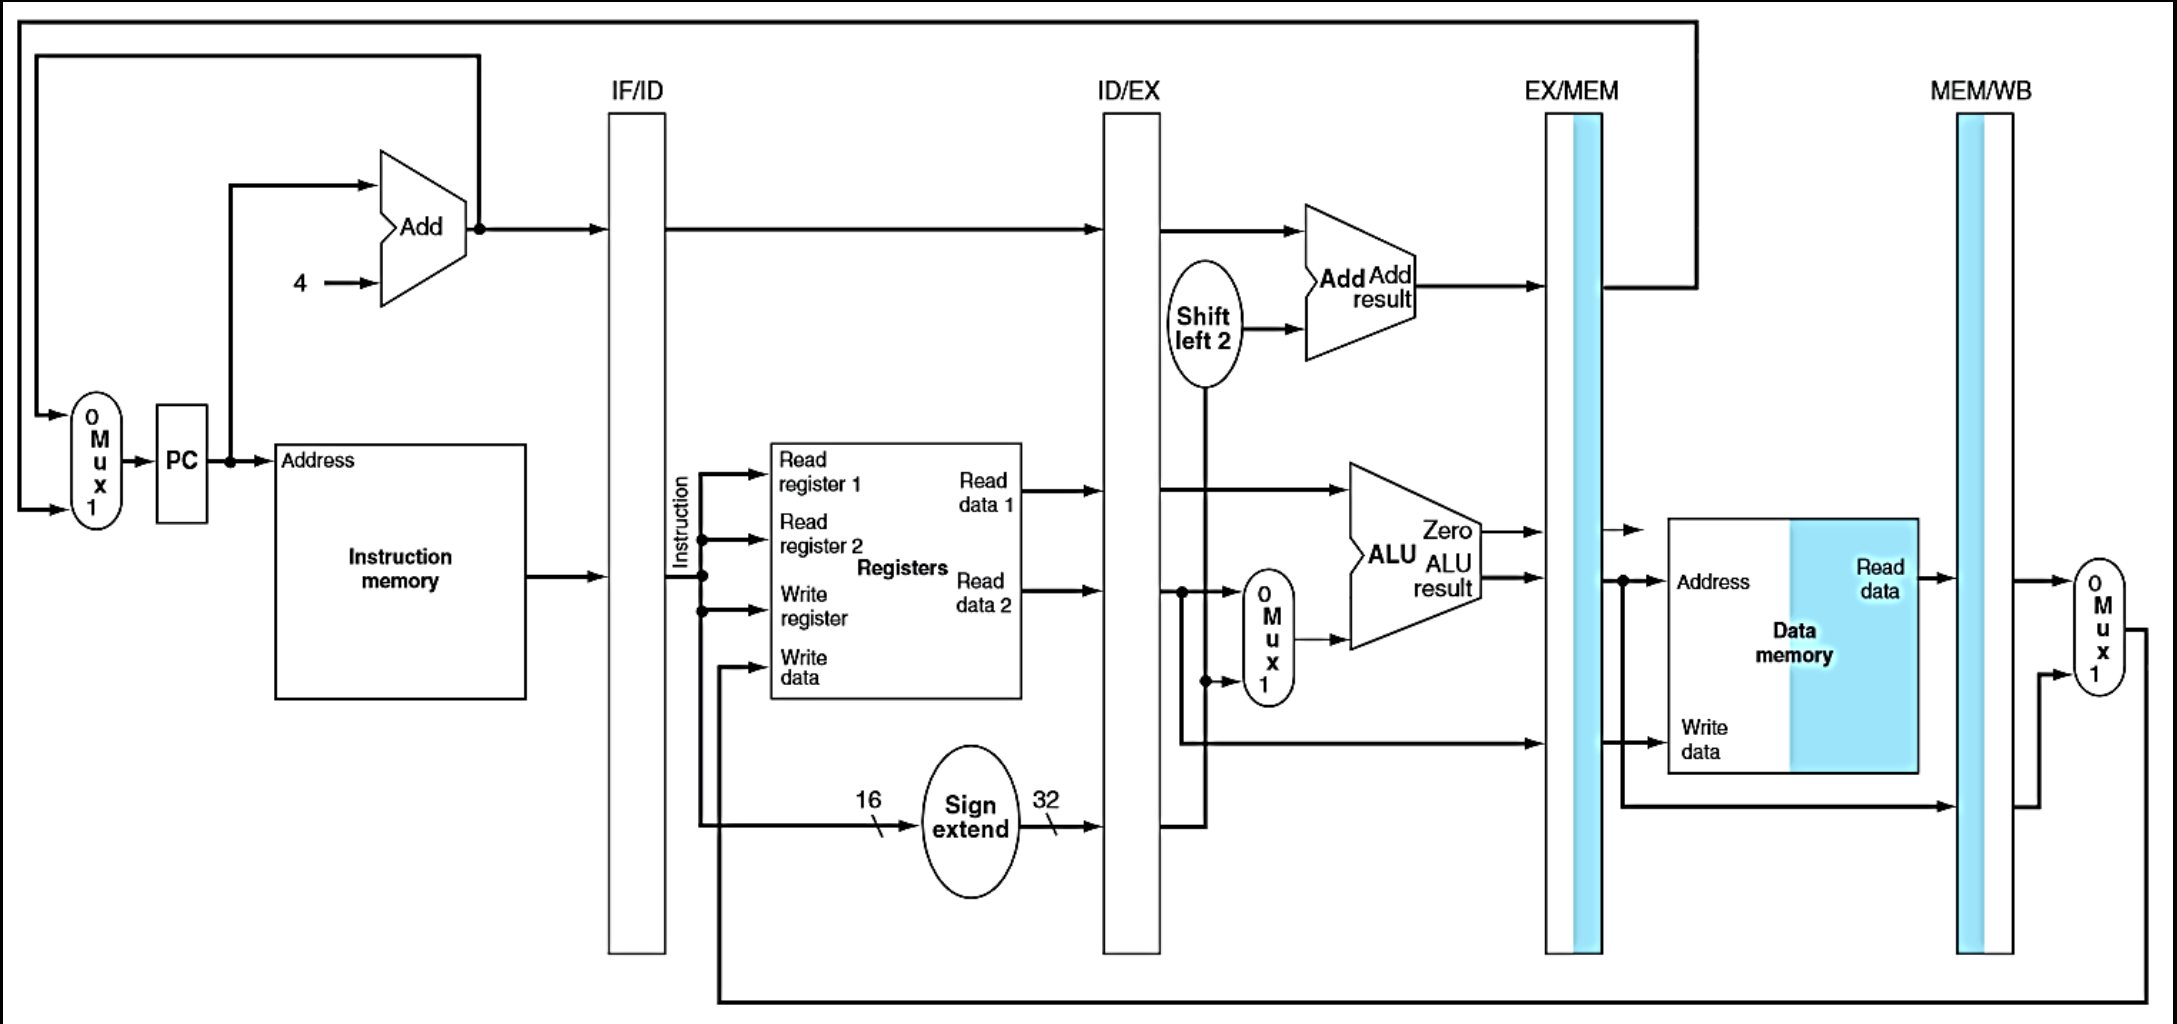 IF/ID
ID/EX
EX/MEM
MEM/WB
Add
4
Add Add
result
Shift
left 2
0
M
u
x
1
PC
Address
Instruction
memory
Instruction
Read
register 1
Read
register 2
Write
register
Write
data
Registers
Read
data 1
Read
data 2
16
Sign
extend
32
0
M
u
x
1
Zero
ALU
ALU
result
Address
Read
data
Data
memory
Write
data
0
M
u
x
1